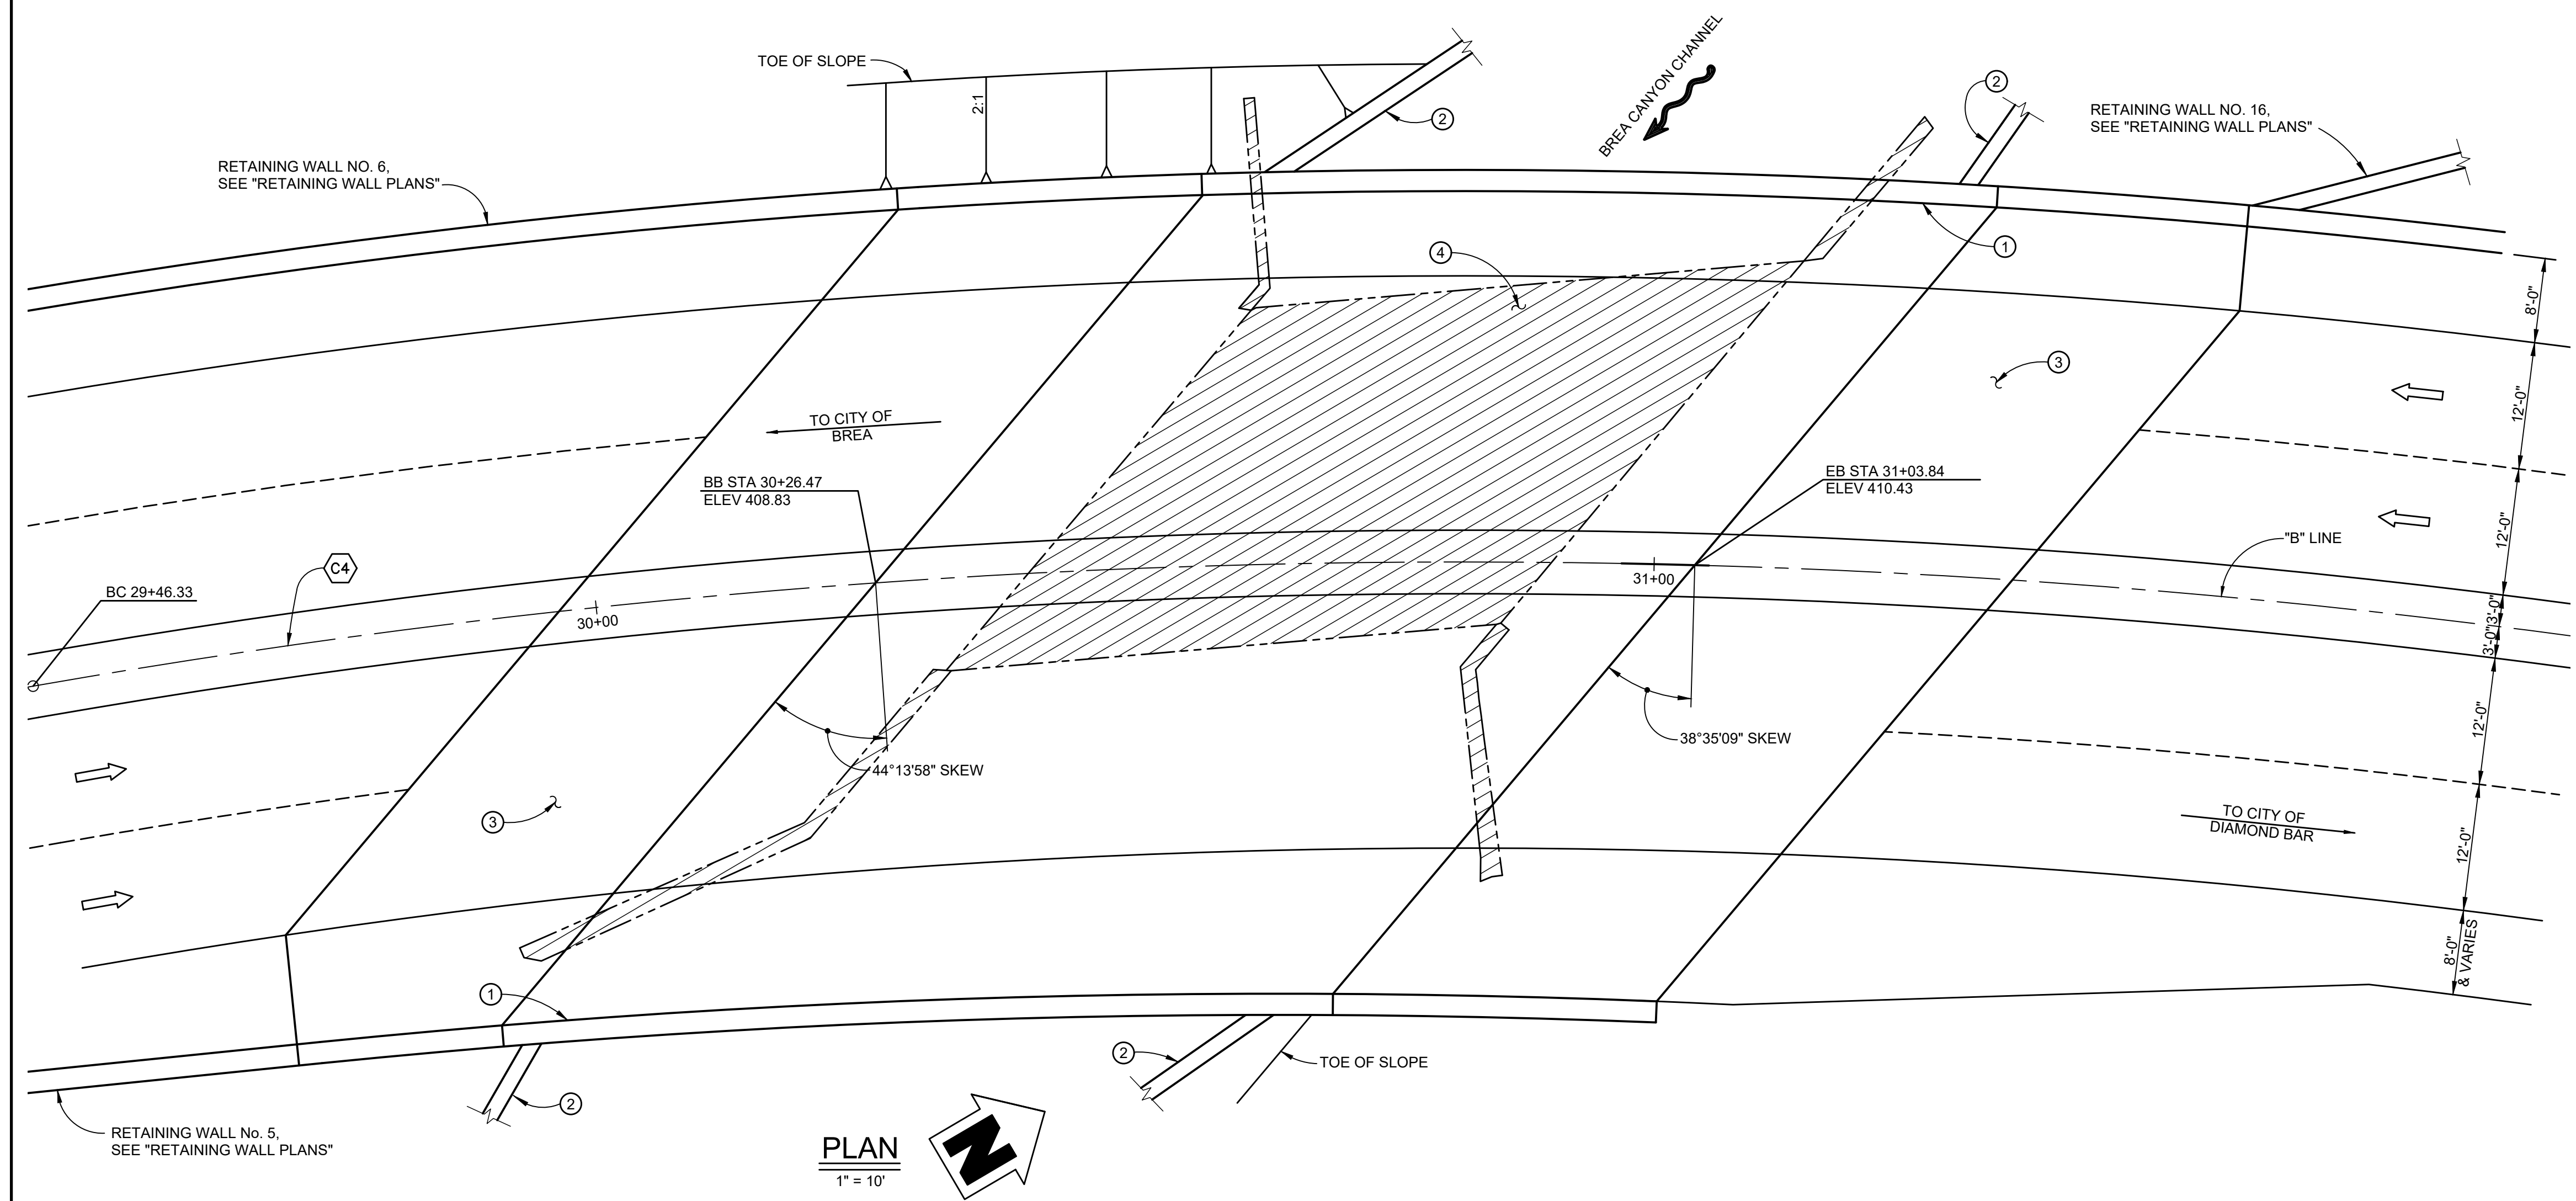 TOE OF SLOPE
2:1
BREA CANYON CHANNEL
2
2
RETAINING WALL NO. 16,
SEE "RETAINING WALL PLANS"
RETAINING WALL NO. 6,
SEE "RETAINING WALL PLANS"
1
4
8'-0"
3
12'-0"
TO CITY OF
BREA
BB STA 30+26.47
ELEV 408.83
EB STA 31+03.84
ELEV 410.43
12'-0"
"B" LINE
C4
BC 29+46.33
30+00
31+00
3'-0"
3'-0"
38°35'09" SKEW
12'-0"
44°13'58" SKEW
3
TO CITY OF
DIAMOND BAR
12'-0"
8'-0"
& VARIES
1
2
TOE OF SLOPE
2
RETAINING WALL No. 5,
SEE "RETAINING WALL PLANS"
PLAN
1" = 10'
N